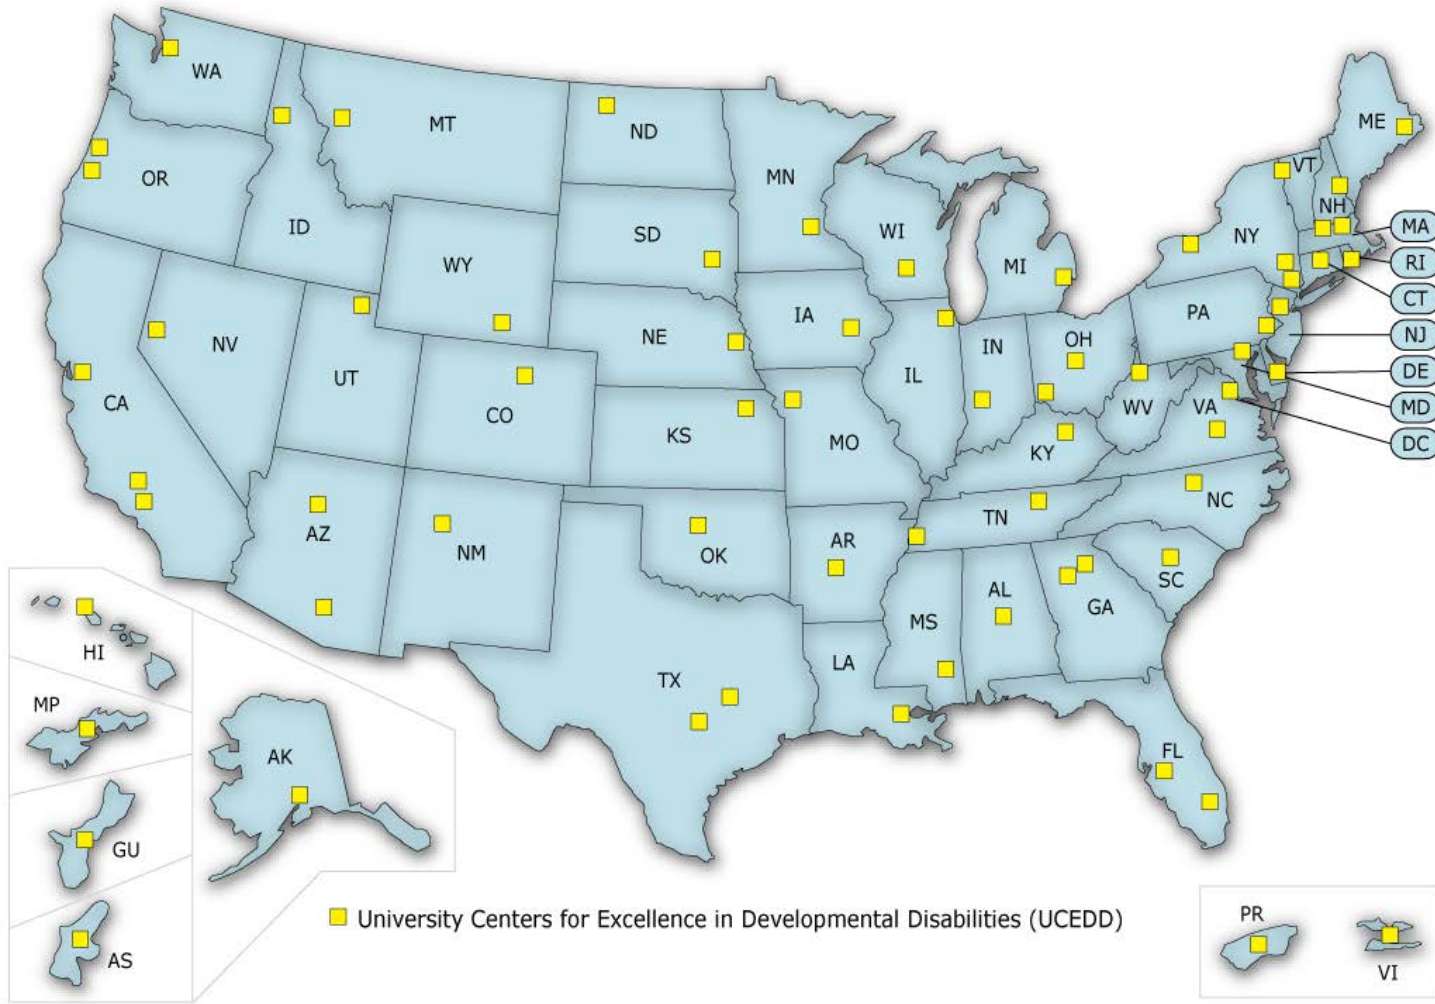 WA
MT
ND
MN
ME
VT
OR
ID
SD
WI
MI
NY
NH
MA
RI
CT
WY
NE
IA
PA
NJ
DE
MD
DC
NV
UT
CO
CA
KS
IL
IN
OH
MO
WV
VA
KY
AZ
NM
OK
AR
TN
NC
SC
MS
AL
GA
TX
LA
FL
HI
MP
AK
GU
AS
University Centers for Excellence in Developmental Disabilities (UCEDD)
PR
VI